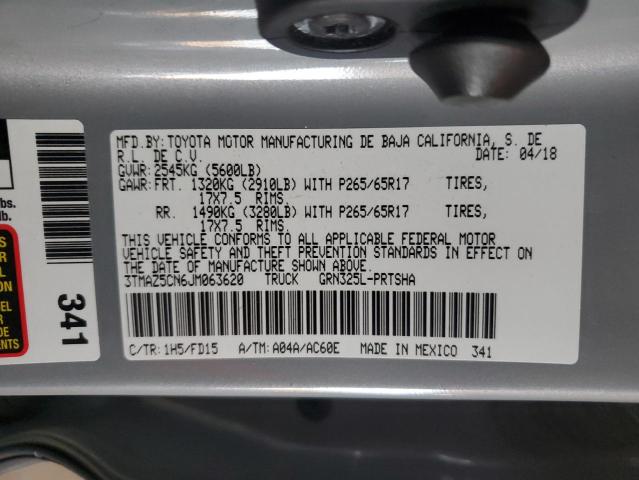 MFD.BY: TOYOTA MOTOR MANUFACTURING DE BAJA CALIFORNIA, S. DE
R.L. DE C.V. DATE: 04/18
GVWR: 2545KG (5600LB)
GAWR: FRT. 1320KG (2910LB) WITH P265/65R17 TIRES,
17X7.5 RIMS.
RR. 1490KG (3280LB) WITH P265/65R17 TIRES,
17X7.5 RIMS.
THIS VEHICLE CONFORMS TO ALL APPLICABLE FEDERAL MOTOR
VEHICLE SAFETY AND THEFT PREVENTION STANDARDS IN EFFECT ON
THE DATE OF MANUFACTURE SHOWN ABOVE.
3TMAZ5CN6JM063620 TRUCK GRN325L-PRTSHA
C/TR: 1H5/FD15 A/TM: A04A/AC60E MADE IN MEXICO 341
341
lbs.
lb.